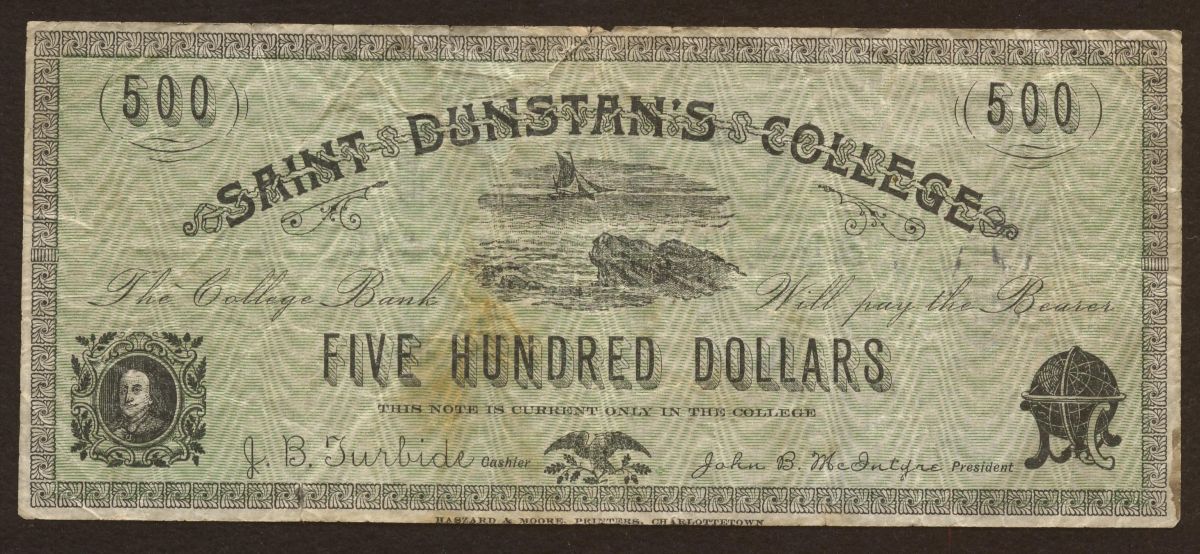 500 500
SAINT DUNSTAN'S COLLEGE
The College Bank Will pay the Bearer
FIVE HUNDRED DOLLARS
THIS NOTE IS CURRENT ONLY IN THE COLLEGE
J. B. Turbide Cashier John B. McIntyre President
HASZARD & MOORE, PRINTERS, CHARLOTTETOWN